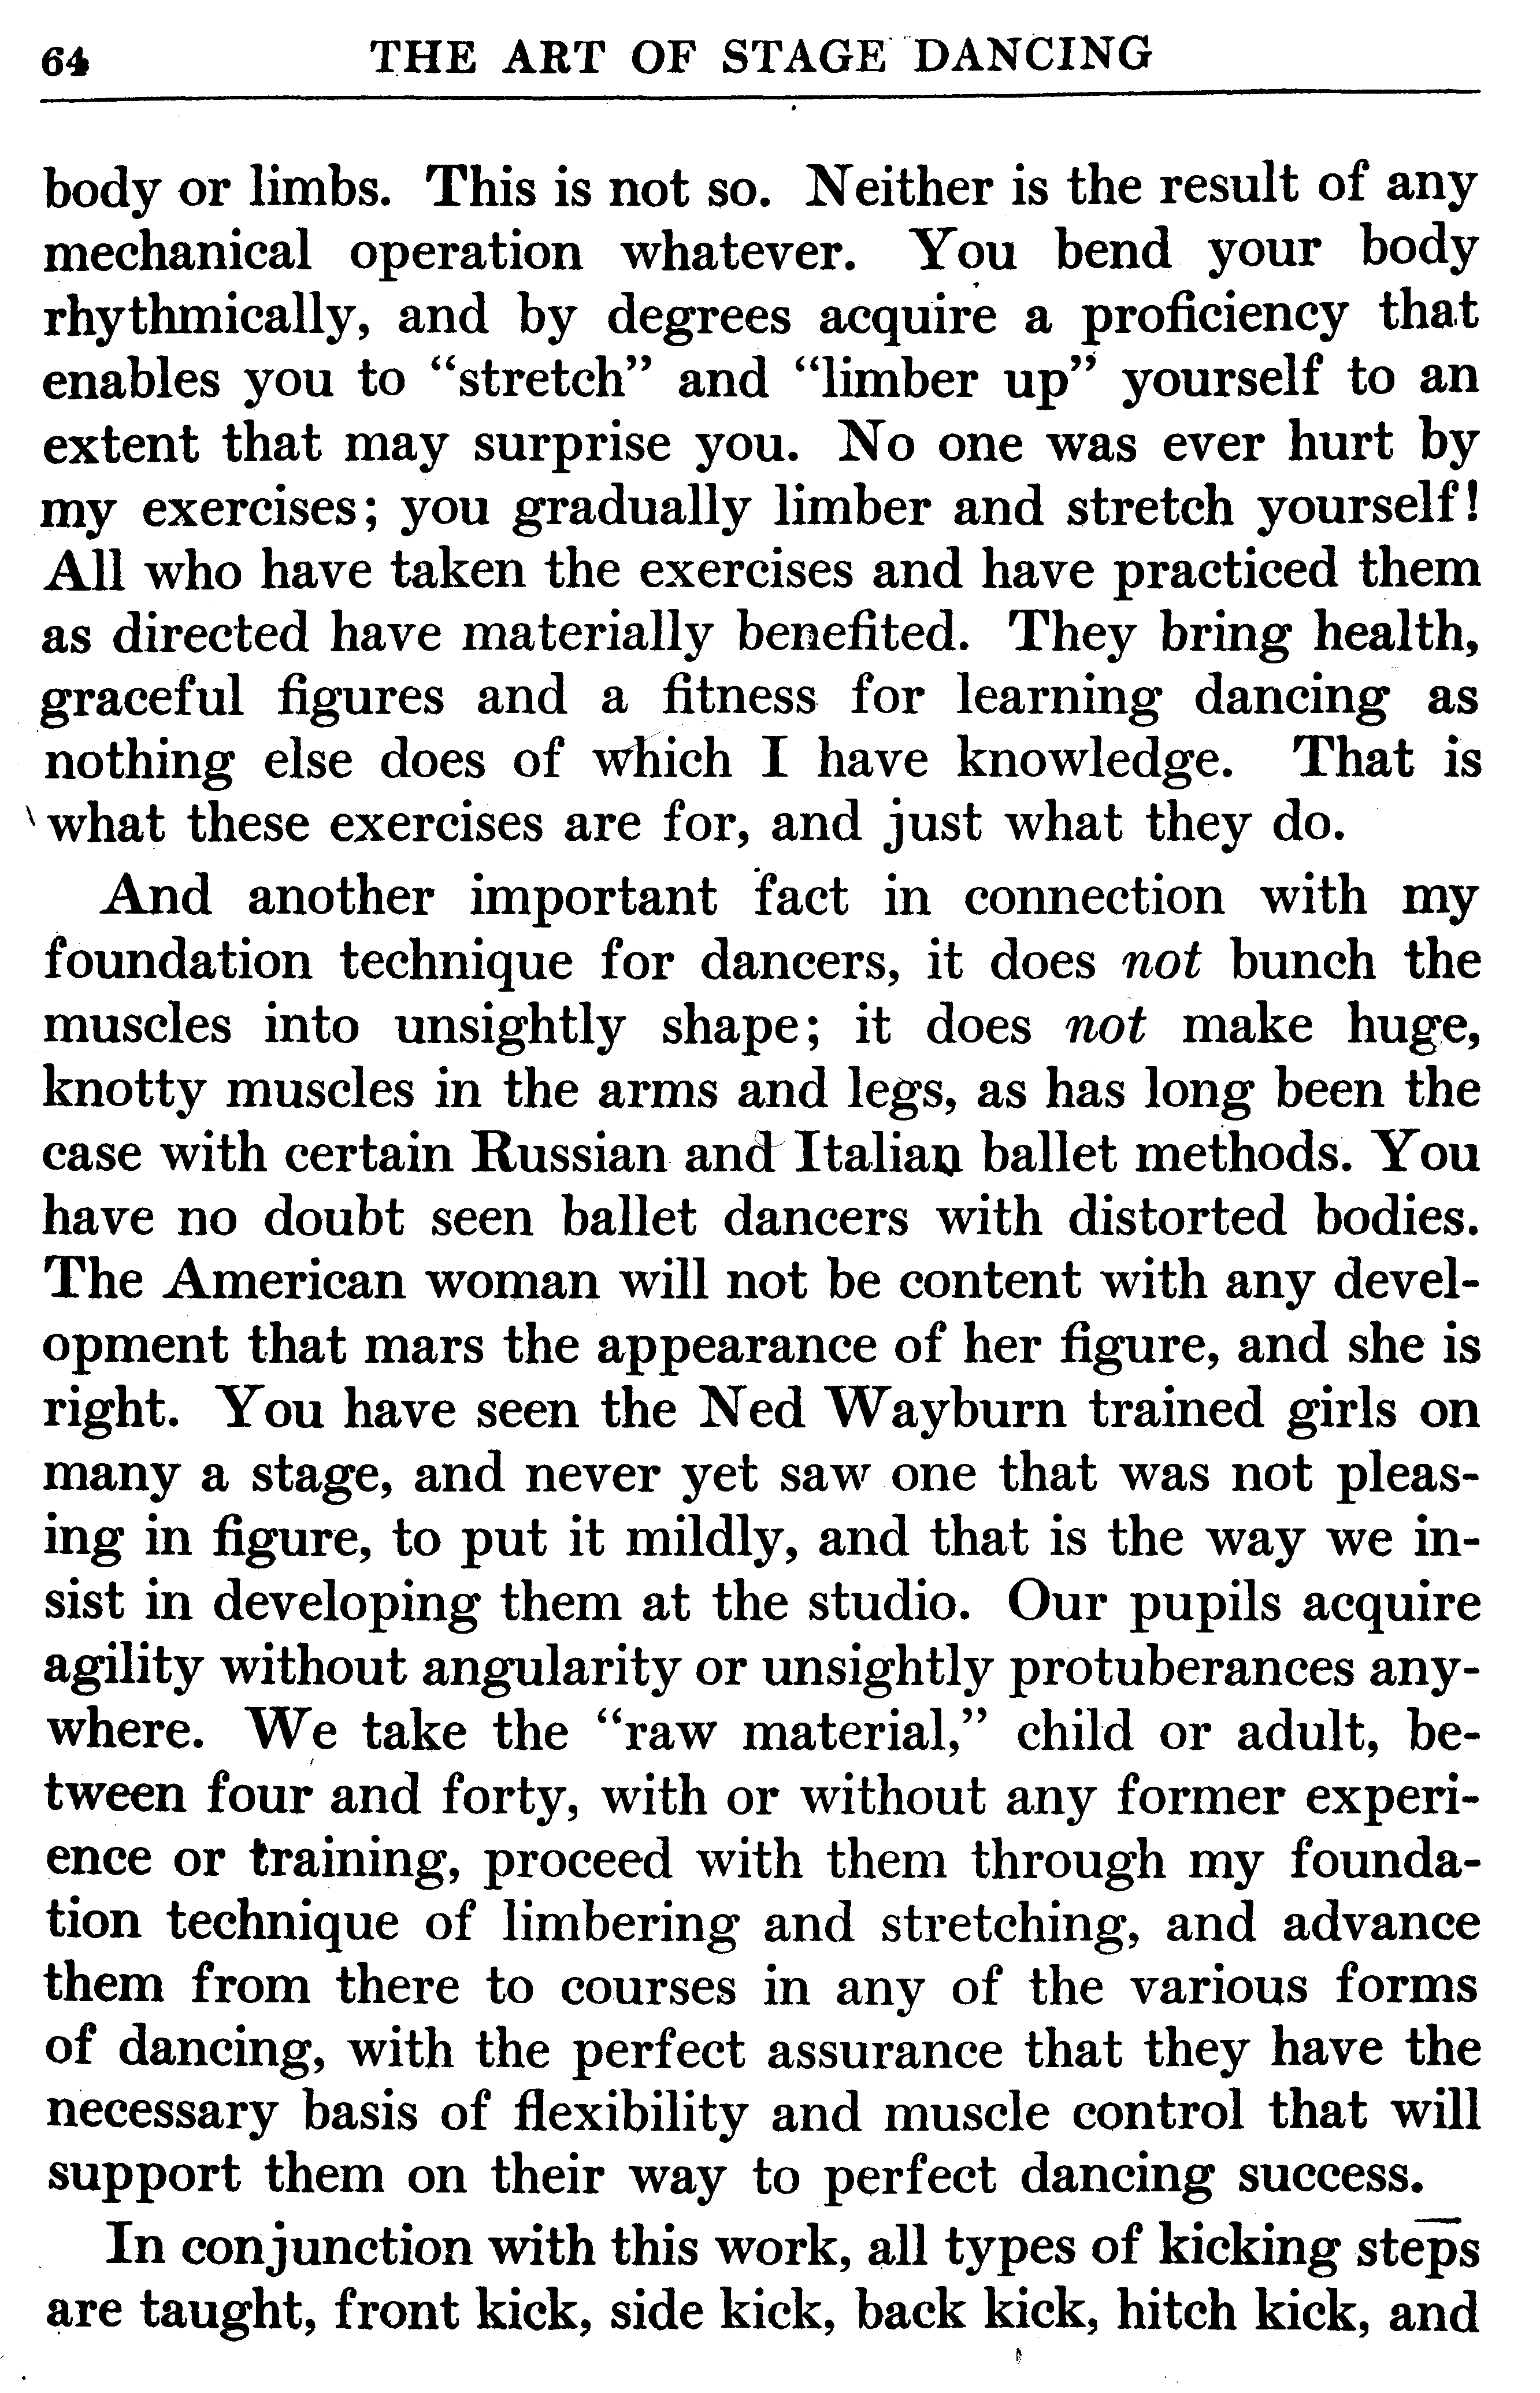 64 THE ART OF STAGE DANCING
body or limbs. This is not so. Neither is the result of any
mechanical operation whatever. You bend your body
rhythmically, and by degrees acquire a proficiency that
enables you to “stretch” and “limber up” yourself to an
extent that may surprise you. No one was ever hurt by
my exercises; you gradually limber and stretch yourself!
All who have taken the exercises and have practiced them
as directed have materially benefited. They bring health,
graceful figures and a fitness for learning dancing as
nothing else does of which I have knowledge. That is
what these exercises are for, and just what they do.
And another important fact in connection with my
foundation technique for dancers, it does not bunch the
muscles into unsightly shape; it does not make huge,
knotty muscles in the arms and legs, as has long been the
case with certain Russian and Italian ballet methods. You
have no doubt seen ballet dancers with distorted bodies.
The American woman will not be content with any devel-
opment that mars the appearance of her figure, and she is
right. You have seen the Ned Wayburn trained girls on
many a stage, and never yet saw one that was not pleas-
ing in figure, to put it mildly, and that is the way we in-
sist in developing them at the studio. Our pupils acquire
agility without angularity or unsightly protuberances any-
where. We take the “raw material,” child or adult, be-
tween four and forty, with or without any former experi-
ence or training, proceed with them through my founda-
tion technique of limbering and stretching, and advance
them from there to courses in any of the various forms
of dancing, with the perfect assurance that they have the
necessary basis of flexibility and muscle control that will
support them on their way to perfect dancing success.
In conjunction with this work, all types of kicking steps
are taught, front kick, side kick, back kick, hitch kick, and